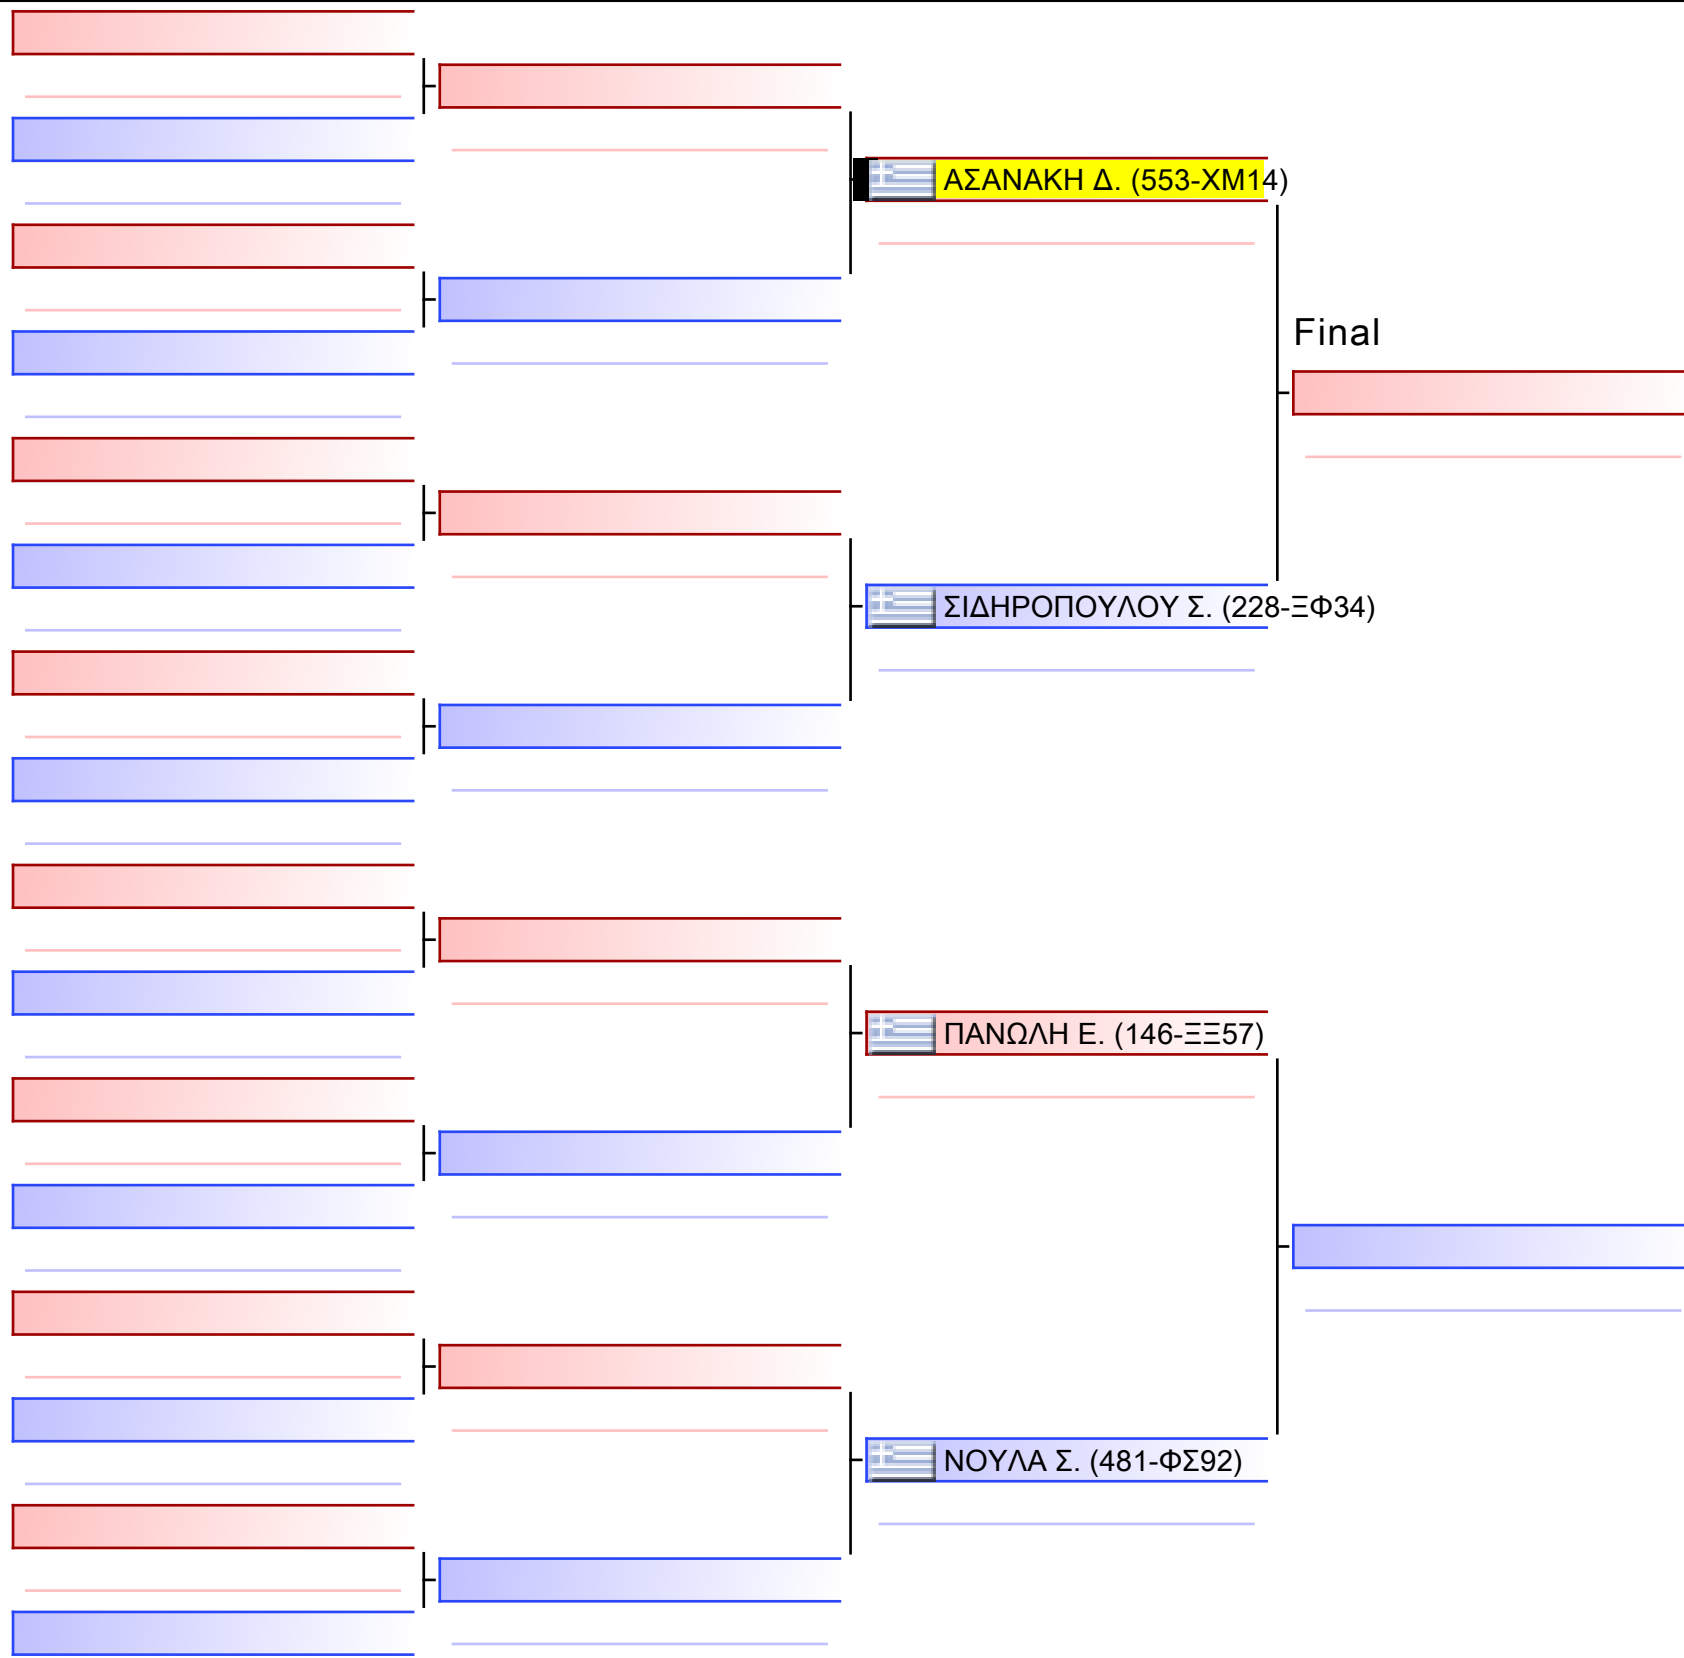 ΑΣΑΝΑΚΗ Δ. (553-ΧΜ14)
Final
ΣΙΔΗΡΟΠΟΥΛΟΥ Σ. (228-ΞΦ34)
ΠΑΝΩΛΗ Ε. (146-ΞΞ57)
ΝΟΥΛΑ Σ. (481-ΦΣ92)